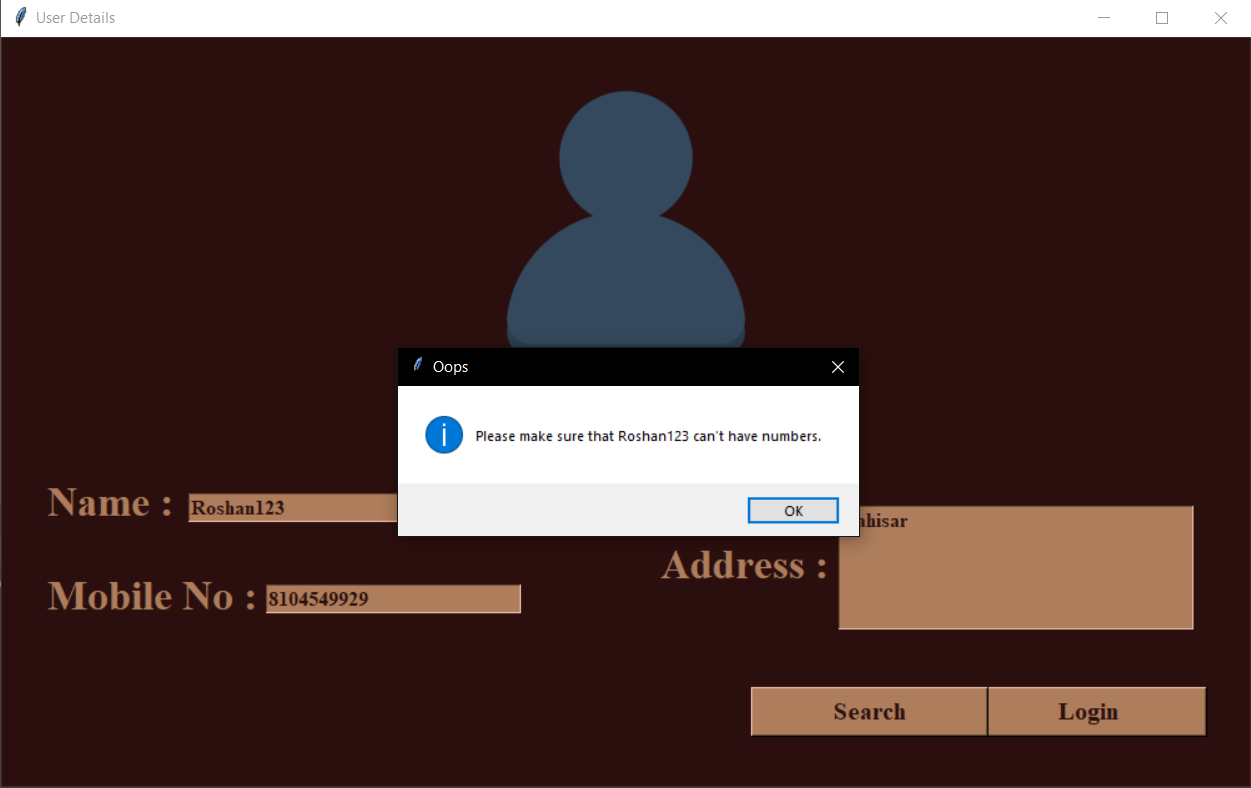 User Details
Oops
Please make sure that Roshan123 can't have numbers.
OK
Name : Roshan123
Address :
Mobile No : 8104549929
Search
Login